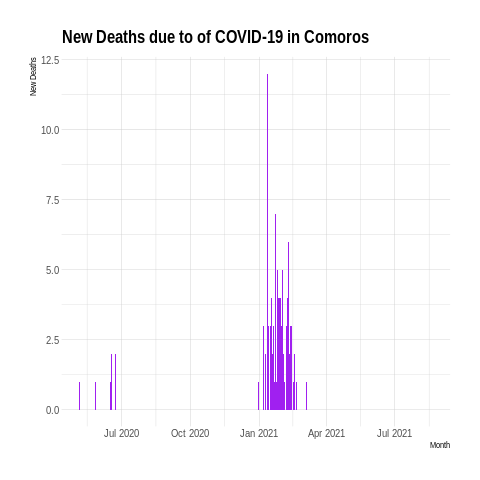 New Deaths due to of COVID-19 in Comoros
New Deaths
12.5
10.0
7.5
5.0
2.5
0.0
Jul 2020 Oct 2020 Jan 2021 Apr 2021 Jul 2021
Month